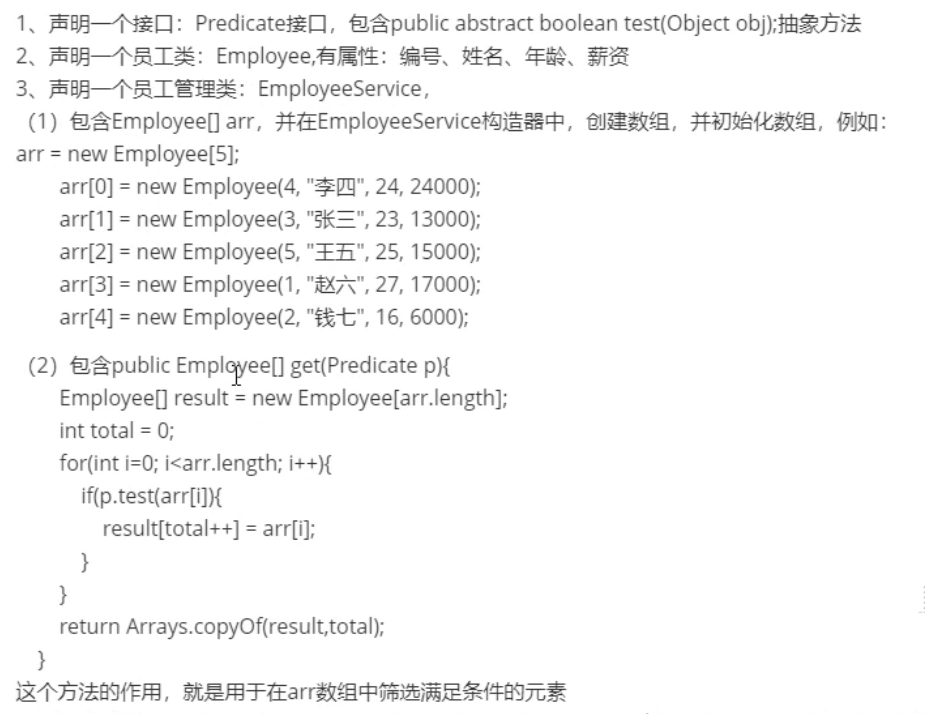 1、声明一个接口：Predicate接口，包含public abstract boolean test(Object obj);抽象方法
2、声明一个员工类：Employee,有属性：编号、姓名、年龄、薪资
3、声明一个员工管理类：EmployeeService，
（1）包含Employee[] arr，并在EmployeeService构造器中，创建数组，并初始化数组，例如：
arr = new Employee[5];
arr[0] = new Employee(4, "李四", 24, 24000);
arr[1] = new Employee(3, "张三", 23, 13000);
arr[2] = new Employee(5, "王五", 25, 15000);
arr[3] = new Employee(1, "赵六", 27, 17000);
arr[4] = new Employee(2, "钱七", 16, 6000);
（2）包含public Employee[] get(Predicate p){
Employee[] result = new Employee[arr.length];
int total = 0;
for(int i=0; i<arr.length; i++){
if(p.test(arr[i]){
result[total++] = arr[i];
}
}
return Arrays.copyOf(result,total);
}
这个方法的作用，就是用于在arr数组中筛选满足条件的元素